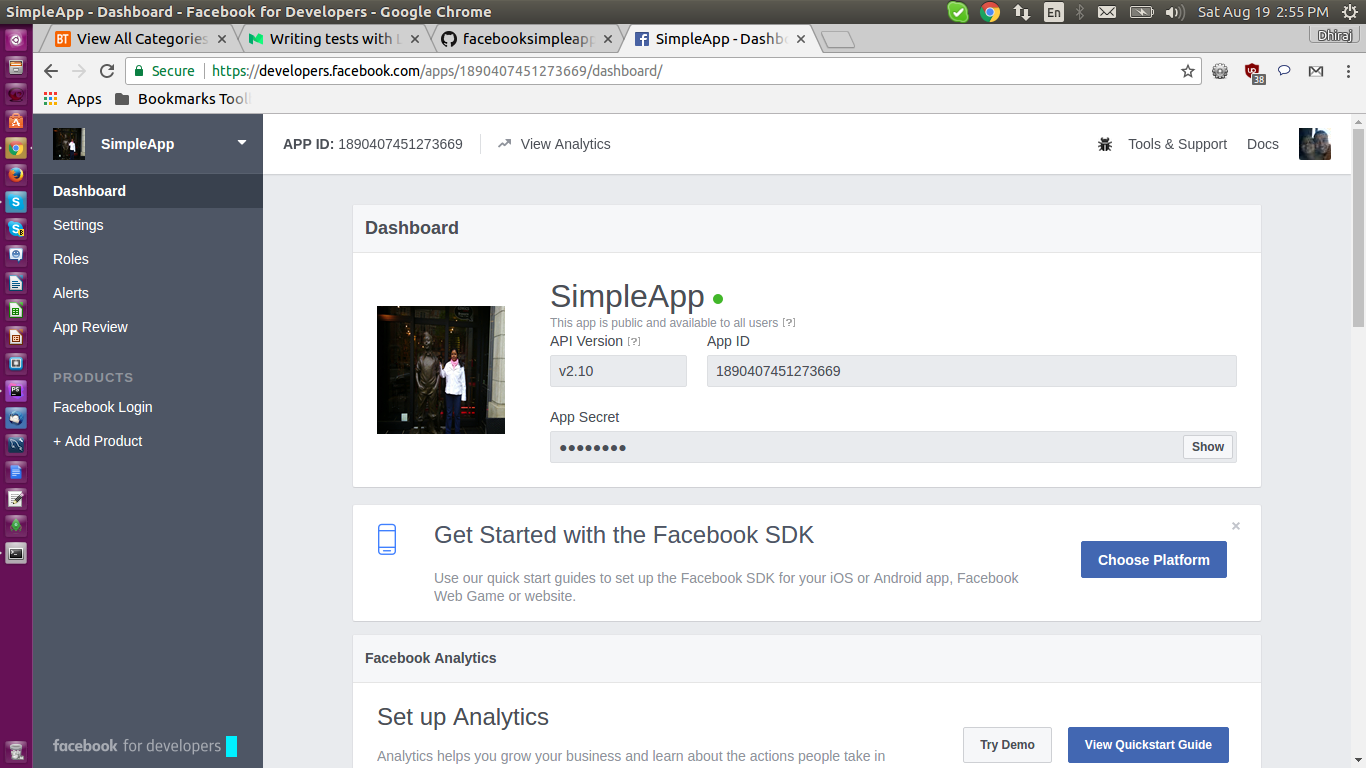 SimpleApp - Dashboard - Facebook for Developers - Google Chrome
En
Sat Aug 19 2:55 PM
View All Categories
Writing tests with
facebooksimpleapp
SimpleApp - Dashb
Dhiraj
Secure
https://developers.facebook.com/apps/1890407451273669/dashboard/
38
Apps
Bookmarks Tool
SimpleApp
APP ID: 1890407451273669
View Analytics
Tools & Support
Docs
Dashboard
Settings
Roles
Alerts
App Review
PRODUCTS
Facebook Login
+ Add Product
facebook for developers
Dashboard
SimpleApp
This app is public and available to all users [?]
API Version [?]
App ID
v2.10
1890407451273669
App Secret
●●●●●●●●
Show
Get Started with the Facebook SDK
Use our quick start guides to set up the Facebook SDK for your iOS or Android app, Facebook
Web Game or website.
Choose Platform
Facebook Analytics
Set up Analytics
Analytics helps you grow your business and learn about the actions people take in
Try Demo
View Quickstart Guide